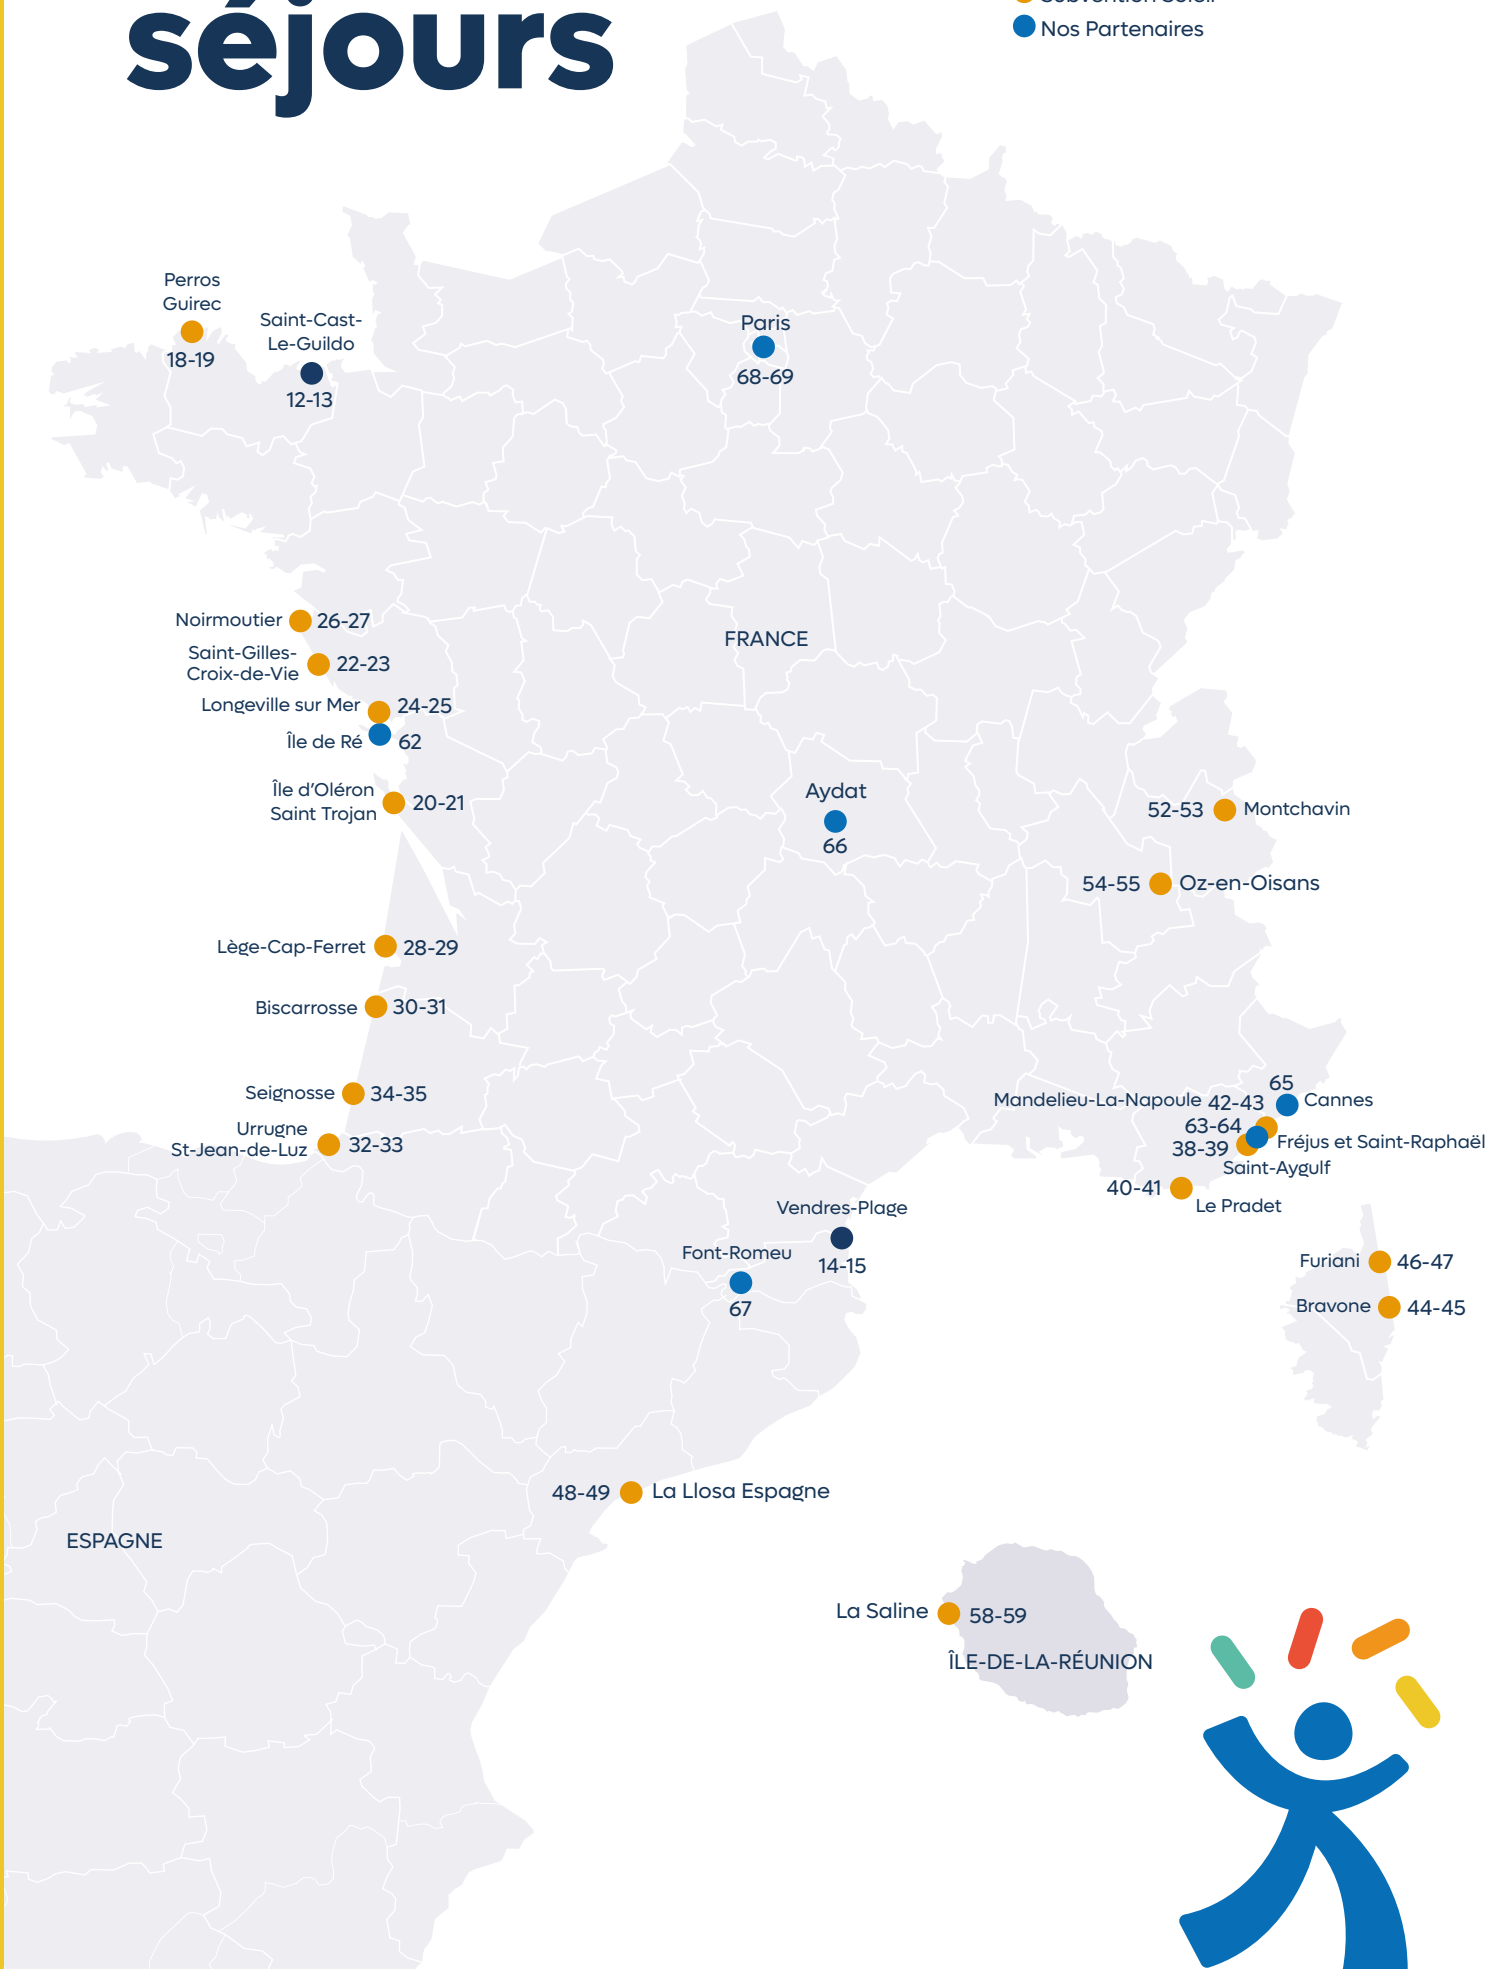 séjours
Nos Partenaires
Perros
Guirec
18-19
Saint-Cast-
Le-Guildo
12-13
Paris
68-69
Noirmoutier 26-27
FRANCE
Saint-Gilles-
Croix-de-Vie
22-23
Longeville sur Mer 24-25
Île de Ré 62
Île d'Oléron
Saint Trojan
20-21
Aydat
66
52-53 Montchavin
54-55 Oz-en-Oisans
Lège-Cap-Ferret 28-29
Biscarrosse 30-31
Seignosse 34-35
Urrugne
St-Jean-de-Luz
32-33
65
Cannes
Mandelieu-La-Napoule 42-43
63-64
Fréjus et Saint-Raphaël
38-39
Saint-Aygulf
40-41
Le Pradet
Vendres-Plage
14-15
Font-Romeu
67
Furiani 46-47
Bravone 44-45
48-49 La Llosa Espagne
ESPAGNE
La Saline 58-59
ÎLE-DE-LA-RÉUNION